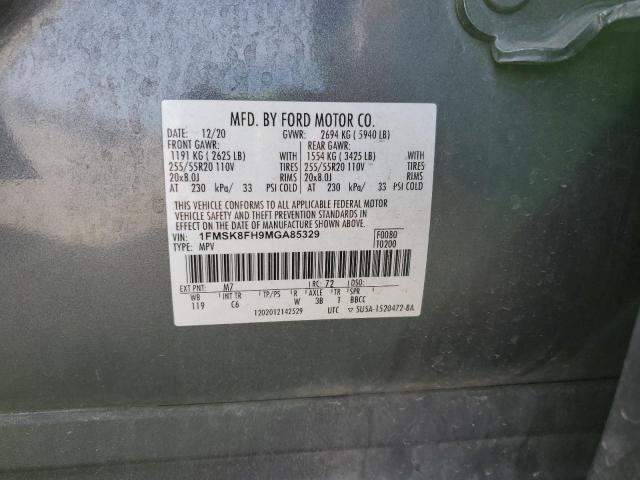 MFD. BY FORD MOTOR CO.
DATE: 12/20 GVWR: 2694 KG ( 5940 LB)
FRONT GAWR: REAR GAWR:
1191 KG ( 2625 LB) WITH 1554 KG ( 3425 LB) WITH
255/55R20 110V TIRES 255/55R20 110V TIRES
20x8.0J RIMS 20x8.0J RIMS
AT 230 kPa/ 33 PSI COLD AT 230 kPa/ 33 PSI COLD
THIS VEHICLE CONFORMS TO ALL APPLICABLE FEDERAL MOTOR
VEHICLE SAFETY AND THEFT PREVENTION STANDARDS IN
EFFECT ON THE DATE OF MANUFACTURE SHOWN ABOVE.
VIN: 1FMSK8FH9MGA85329 F0080
TYPE: MPV T0200
EXT PNT: M7 RC: 72 DSO:
WB INT TR TP/PS R AXLE TR SPR
119 C6 W 3B T BBCC
1202012142529 UTC ▽ 5U5A-1520472-BA